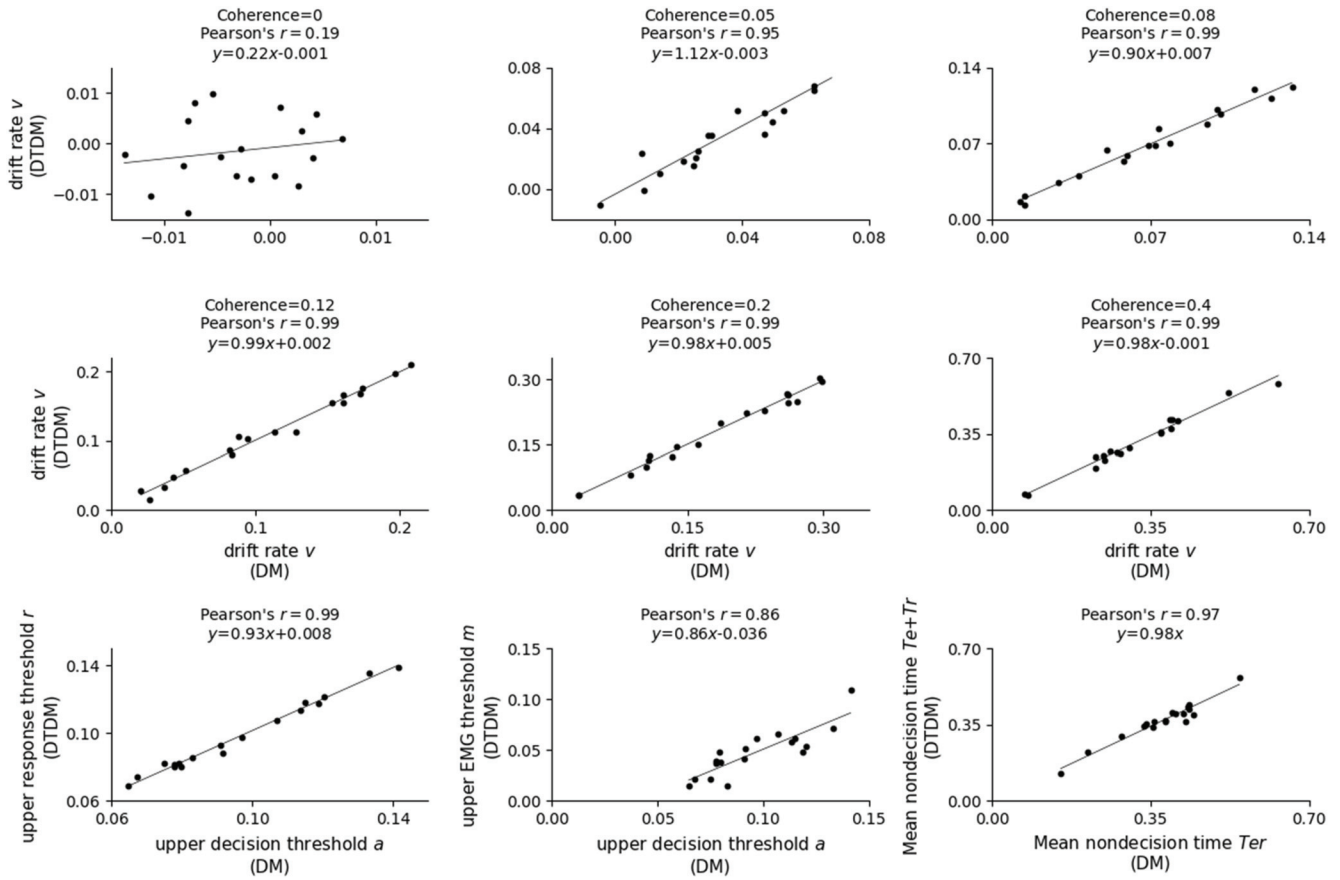 Coherence=0
Pearson's r = 0.19
y=0.22x-0.001
drift rate v
(DTDM)
0.01
0.00
−0.01
−0.01
0.00
0.01
Coherence=0.05
Pearson's r = 0.95
y=1.12x-0.003
0.08
0.04
0.00
0.00
0.04
0.08
Coherence=0.08
Pearson's r = 0.99
y=0.90x+0.007
0.14
0.07
0.00
0.00
0.07
0.14
Coherence=0.12
Pearson's r = 0.99
y=0.99x+0.002
drift rate v
(DTDM)
0.2
0.1
0.0
0.0
0.1
0.2
drift rate v
(DM)
Coherence=0.2
Pearson's r = 0.99
y=0.98x+0.005
0.30
0.15
0.00
0.00
0.15
0.30
drift rate v
(DM)
Coherence=0.4
Pearson's r = 0.99
y=0.98x-0.001
0.70
0.35
0.00
0.00
0.35
0.70
drift rate v
(DM)
Pearson's r = 0.99
y=0.93x+0.008
upper response threshold r
(DTDM)
0.14
0.10
0.06
0.06
0.10
0.14
upper decision threshold a
(DM)
Pearson's r = 0.86
y=0.86x-0.036
upper EMG threshold m
(DTDM)
0.15
0.10
0.05
0.00
0.00
0.05
0.10
0.15
upper decision threshold a
(DM)
Pearson's r = 0.97
y=0.98x
Mean nondecision time Te+Tr
(DTDM)
0.70
0.35
0.00
0.00
0.35
0.70
Mean nondecision time Ter
(DM)